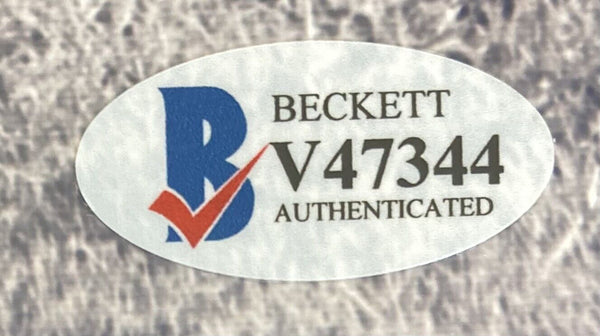 B
BECKETT
V47344
AUTHENTICATED